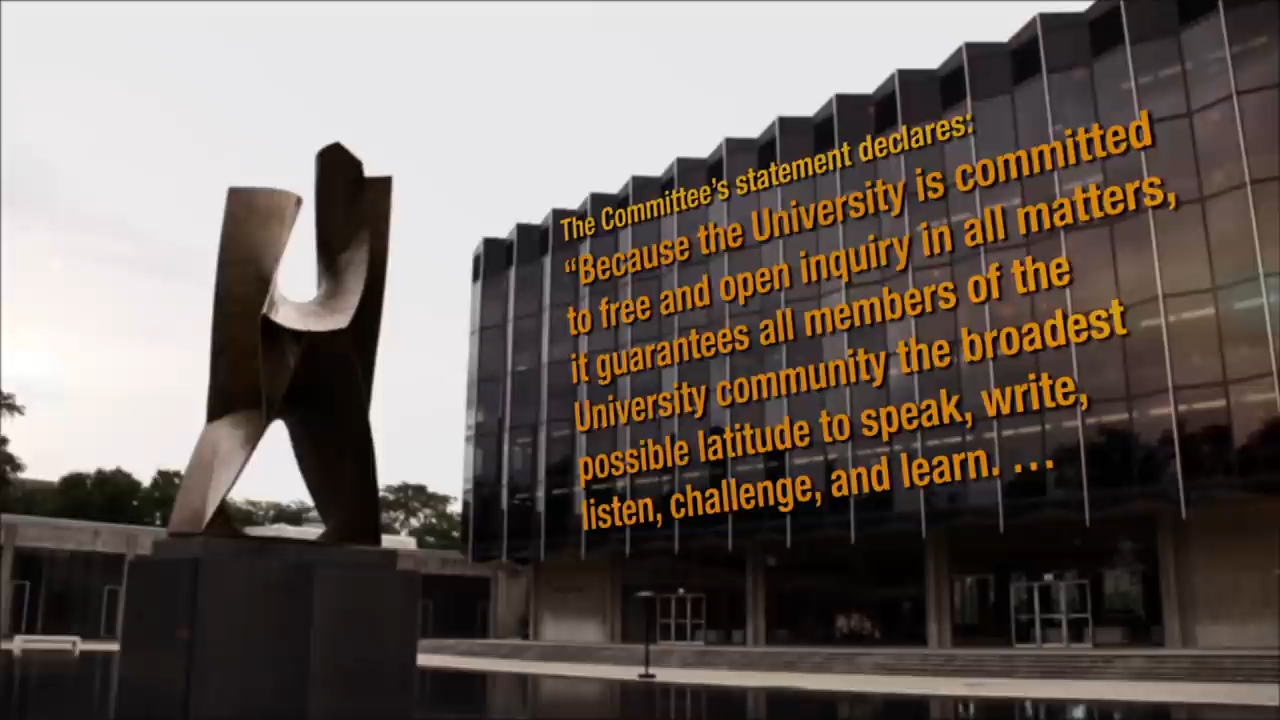 The Committee’s statement declares:
“Because the University is committed
to free and open inquiry in all matters,
it guarantees all members of the
University community the broadest
possible latitude to speak, write,
listen, challenge, and learn. …